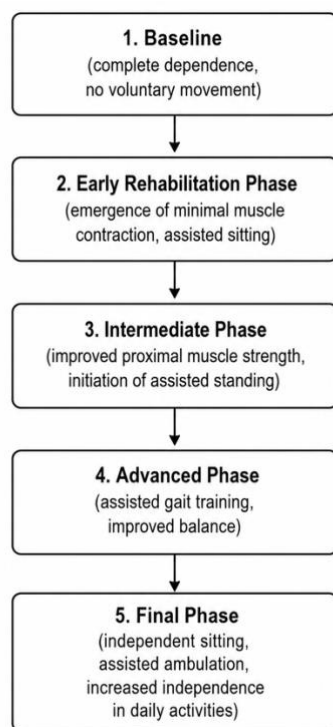 1. Baseline
(complete dependence,
no voluntary movement)
2. Early Rehabilitation Phase
(emergence of minimal muscle
contraction, assisted sitting)
3. Intermediate Phase
(improved proximal muscle strength,
initiation of assisted standing)
4. Advanced Phase
(assisted gait training,
improved balance)
5. Final Phase
(independent sitting,
assisted ambulation,
increased independence
in daily activities)